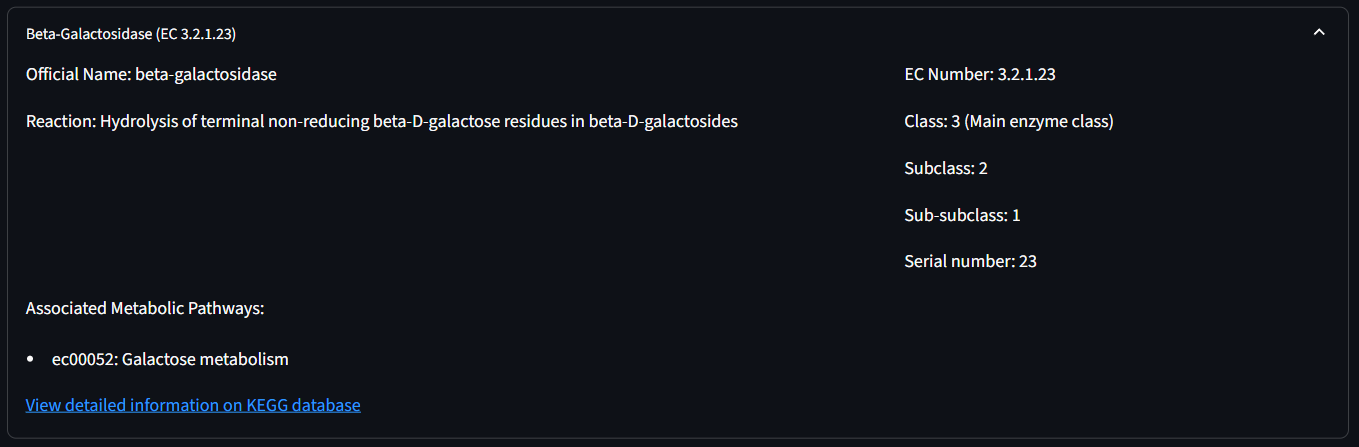 Beta-Galactosidase (EC 3.2.1.23)
Official Name: beta-galactosidase
EC Number: 3.2.1.23
Reaction: Hydrolysis of terminal non-reducing beta-D-galactose residues in beta-D-galactosides
Class: 3 (Main enzyme class)
Subclass: 2
Sub-subclass: 1
Serial number: 23
Associated Metabolic Pathways:
• ec00052: Galactose metabolism
View detailed information on KEGG database